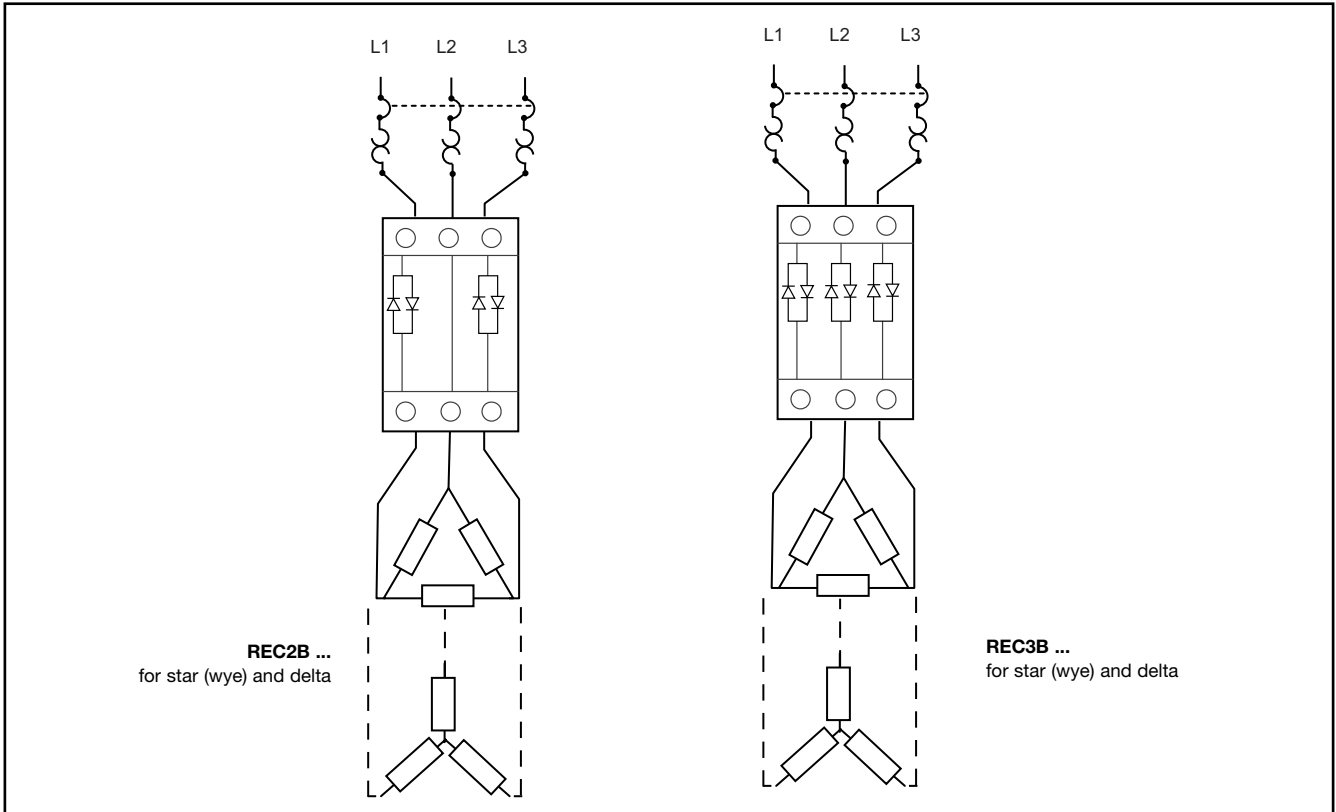 L1 L2 L3
L1 L2 L3
REC2B ...
for star (wye) and delta
REC3B ...
for star (wye) and delta